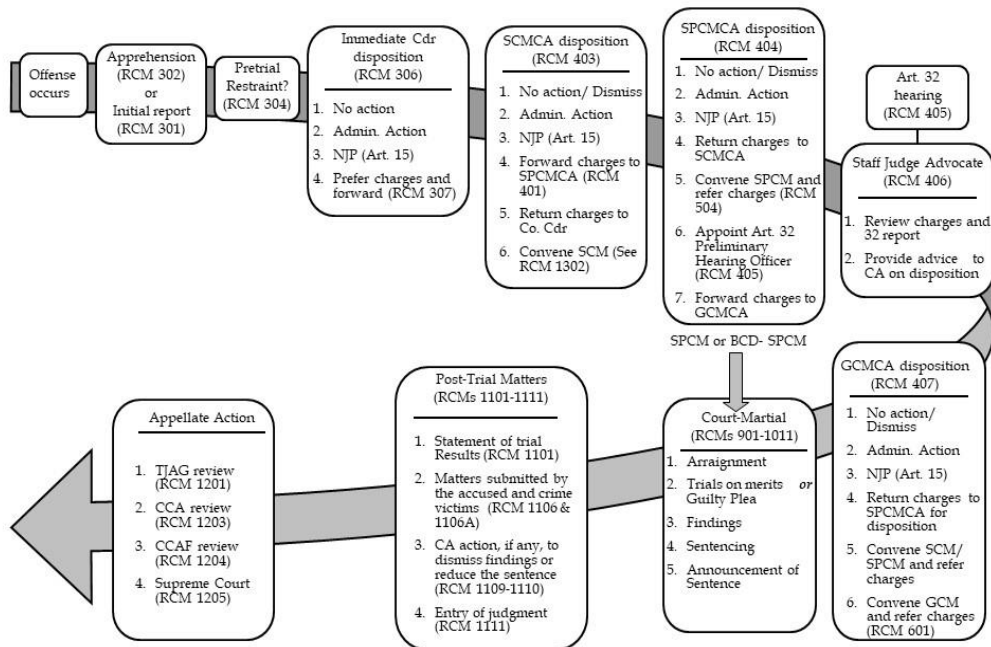 Offense
occurs
Apprehension
(RCM 302)
or
Initial report
(RCM 301)
Pretrial
Restraint?
(RCM 304)
Immediate Cdr
disposition
(RCM 306)
1. No action
2. Admin. Action
3. NJP (Art. 15)
4. Prefer charges and
forward (RCM 307)
SCMCA disposition
(RCM 403)
1. No action/ Dismiss
2. Admin. Action
3. NJP (Art. 15)
4. Forward charges to
SPCMCA (RCM
401)
5. Return charges to
Co. Cdr
6. Convene SCM (See
RCM 1302)
SPCMCA disposition
(RCM 404)
1. No action/ Dismiss
2. Admin. Action
3. NJP (Art. 15)
4. Return charges to
SCMCA
5. Convene SPCM and
refer charges (RCM
504)
6. Appoint Art. 32
Preliminary
Hearing Officer
(RCM 405)
7. Forward charges to
GCMCA
Art. 32
hearing
(RCM 405)
Staff Judge Advocate
(RCM 406)
1. Review charges and
32 report
2. Provide advice to
CA on disposition
GCMCA disposition
(RCM 407)
1. No action/
Dismiss
2. Admin. Action
3. NJP (Art. 15)
4. Return charges to
SPCMCA for
disposition
5. Convene SCM/
SPCM and refer
charges
6. Convene GCM
and refer charges
(RCM 601)
SPCM or BCD- SPCM
Court-Martial
(RCMs 901-1011)
1. Arraignment
2. Trials on merits or
Guilty Plea
3. Findings
4. Sentencing
5. Announcement of
Sentence
Post-Trial Matters
(RCMs 1101-1111)
1. Statement of trial
Results (RCM 1101)
2. Matters submitted by
the accused and crime
victims (RCM 1106 &
1106A)
3. CA action, if any, to
dismiss findings or
reduce the sentence
(RCM 1109-1110)
4. Entry of judgment
(RCM 1111)
Appellate Action
1. TJAG review
(RCM 1201)
2. CCA review
(RCM 1203)
3. CCAF review
(RCM 1204)
4. Supreme Court
(RCM 1205)